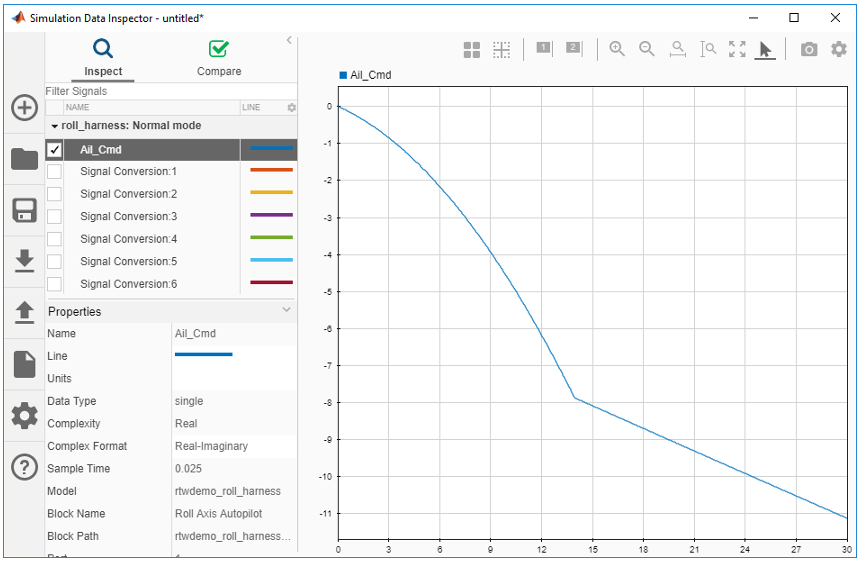 Simulation Data Inspector - untitled*
Inspect
Compare
Filter Signals
NAME LINE
roll_harness: Normal mode
Ail_Cmd
Signal Conversion:1
Signal Conversion:2
Signal Conversion:3
Signal Conversion:4
Signal Conversion:5
Signal Conversion:6
Properties
Name Ail_Cmd
Line
Units
Data Type single
Complexity Real
Complex Format Real-Imaginary
Sample Time 0.025
Model rtwdemo_roll_harness
Block Name Roll Axis Autopilot
Block Path rtwdemo_roll_harness...
1 2
Ail_Cmd
0
-1
-2
-3
-4
-5
-6
-7
-8
-9
-10
-11
0 3 6 9 12 15 18 21 24 27 30